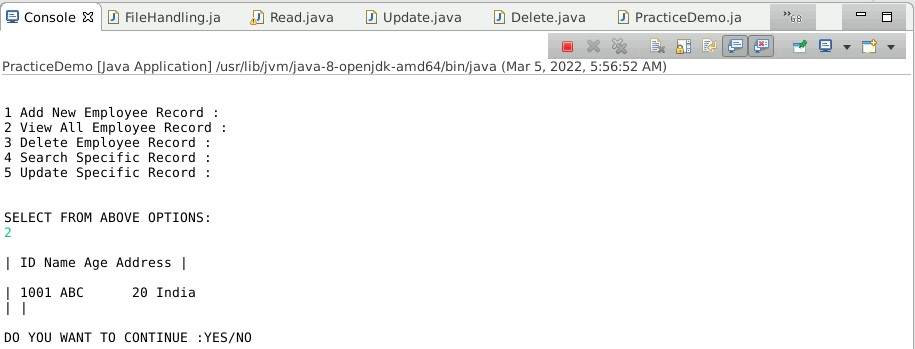 Console FileHandling.ja Read.java Update.java Delete.java PracticeDemo.ja »68
PracticeDemo [Java Application] /usr/lib/jvm/java-8-openjdk-amd64/bin/java (Mar 5, 2022, 5:56:52 AM)
1 Add New Employee Record :
2 View All Employee Record :
3 Delete Employee Record :
4 Search Specific Record :
5 Update Specific Record :
SELECT FROM ABOVE OPTIONS:
2
| ID Name Age Address |
| 1001 ABC      20 India
| |
DO YOU WANT TO CONTINUE :YES/NO